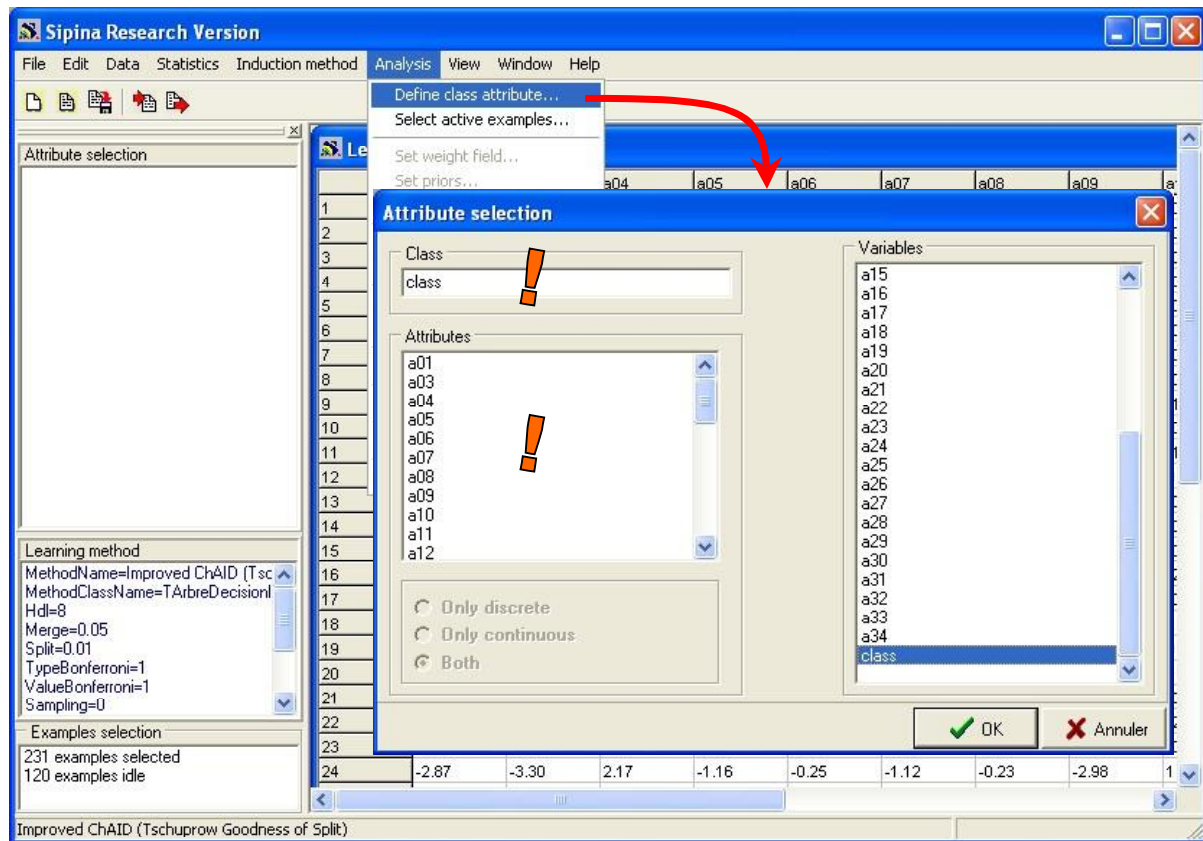 Sipina Research Version
File Edit Data Statistics Induction method Analysis View Window Help
Define class attribute...
Select active examples...
Set weight field...
Set priors...
Attribute selection
Le
a04 a05 a06 a07 a08 a09
1
2
3
4
5
6
7
8
9
10
11
12
13
14
15
16
17
18
19
20
21
22
23
24 -2.87 -3.30 2.17 -1.16 -0.25 -1.12 -0.23 -2.98 1
Attribute selection
Class
class
!
Attributes
a01
a03
a04
a05
a06
a07
a08
a09
a10
a11
a12
!
Only discrete
Only continuous
Both
Variables
a15
a16
a17
a18
a19
a20
a21
a22
a23
a24
a25
a26
a27
a28
a29
a30
a31
a32
a33
a34
class
OK Annuler
Learning method
MethodName=Improved ChAID (Tsc
MethodClassName=TArbreDecisionI
Hdl=8
Merge=0.05
Split=0.01
TypeBonferroni=1
ValueBonferroni=1
Sampling=0
Examples selection
231 examples selected
120 examples idle
Improved ChAID (Tschuprow Goodness of Split)